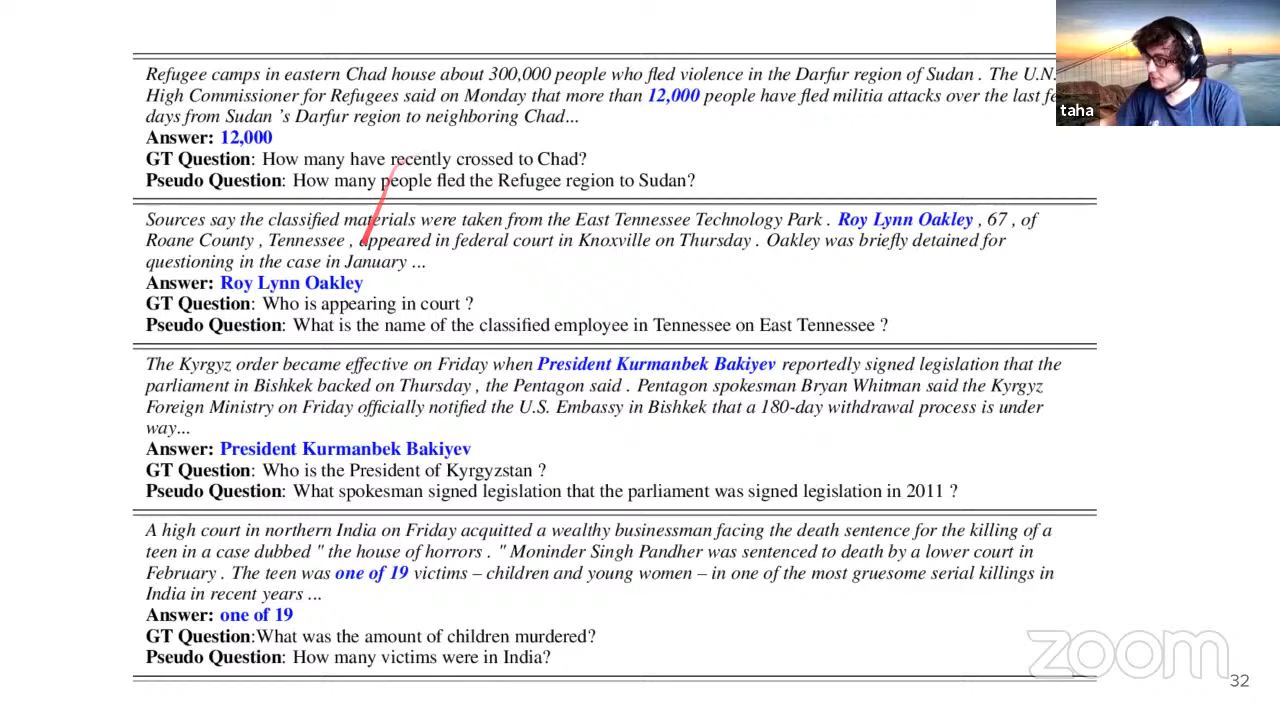 Refugee camps in eastern Chad house about 300,000 people who fled violence in the Darfur region of Sudan . The U.N.
High Commissioner for Refugees said on Monday that more than 12,000 people have fled militia attacks over the last fe
days from Sudan 's Darfur region to neighboring Chad...
Answer: 12,000
GT Question: How many have recently crossed to Chad?
Pseudo Question: How many people fled the Refugee region to Sudan?
Sources say the classified materials were taken from the East Tennessee Technology Park . Roy Lynn Oakley , 67 , of
Roane County , Tennessee , appeared in federal court in Knoxville on Thursday . Oakley was briefly detained for
questioning in the case in January ...
Answer: Roy Lynn Oakley
GT Question: Who is appearing in court ?
Pseudo Question: What is the name of the classified employee in Tennessee on East Tennessee ?
The Kyrgyz order became effective on Friday when President Kurmanbek Bakiyev reportedly signed legislation that the
parliament in Bishkek backed on Thursday , the Pentagon said . Pentagon spokesman Bryan Whitman said the Kyrgyz
Foreign Ministry on Friday officially notified the U.S. Embassy in Bishkek that a 180-day withdrawal process is under
way...
Answer: President Kurmanbek Bakiyev
GT Question: Who is the President of Kyrgyzstan ?
Pseudo Question: What spokesman signed legislation that the parliament was signed legislation in 2011 ?
A high court in northern India on Friday acquitted a wealthy businessman facing the death sentence for the killing of a
teen in a case dubbed " the house of horrors . " Moninder Singh Pandher was sentenced to death by a lower court in
February . The teen was one of 19 victims – children and young women – in one of the most gruesome serial killings in
India in recent years ...
Answer: one of 19
GT Question:What was the amount of children murdered?
Pseudo Question: How many victims were in India?
taha
zoom
32